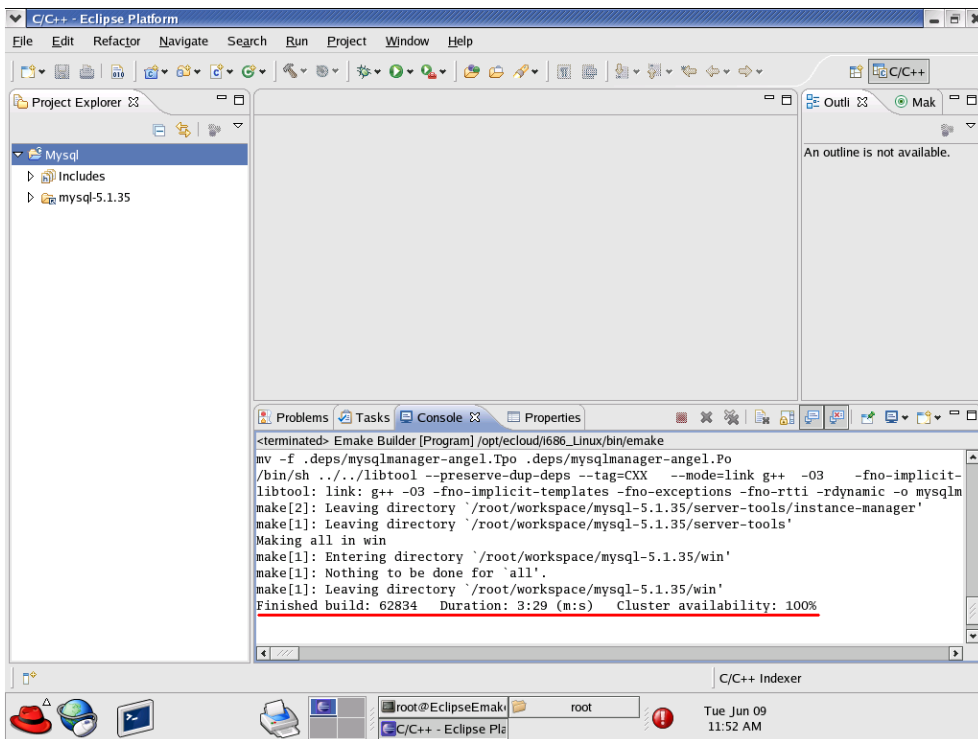 C/C++ - Eclipse Platform
File Edit Refactor Navigate Search Run Project Window Help
C/C++
Project Explorer
Outli Mak
Mysql
Includes
mysql-5.1.35
An outline is not available.
Problems Tasks Console Properties
<terminated> Emake Builder [Program] /opt/ecloud/i686_Linux/bin/emake
mv -f .deps/mysqlmanager-angel.Tpo .deps/mysqlmanager-angel.Po
/bin/sh ../../libtool --preserve-dup-deps --tag=CXX --mode=link g++ -O3 -fno-implicit-
libtool: link: g++ -O3 -fno-implicit-templates -fno-exceptions -fno-rtti -rdynamic -o mysqlm
make[2]: Leaving directory `/root/workspace/mysql-5.1.35/server-tools/instance-manager'
make[1]: Leaving directory `/root/workspace/mysql-5.1.35/server-tools'
Making all in win
make[1]: Entering directory `/root/workspace/mysql-5.1.35/win'
make[1]: Nothing to be done for `all'.
make[1]: Leaving directory `/root/workspace/mysql-5.1.35/win'
Finished build: 62834 Duration: 3:29 (m:s) Cluster availability: 100%
C/C++ Indexer
root@EclipseEmak root
C/C++ - Eclipse Pla
Tue Jun 09
11:52 AM